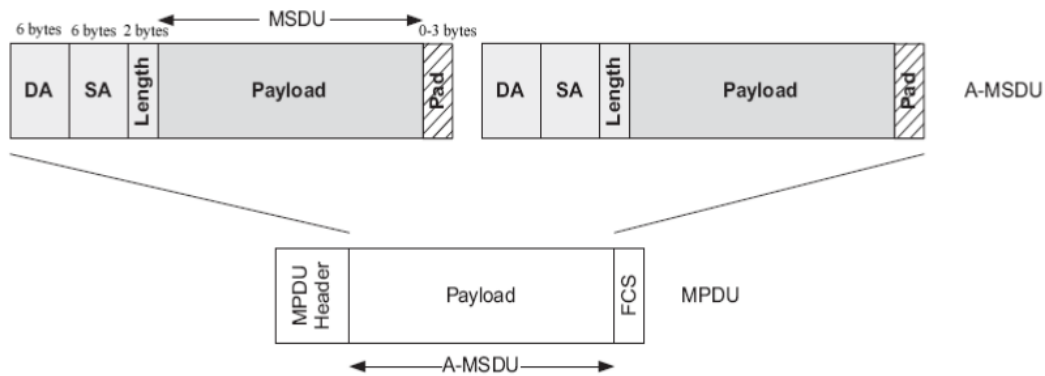 MSDU
6 bytes 6 bytes 2 bytes 0-3 bytes
DA SA Length Payload Pad DA SA Length Payload Pad A-MSDU
MPDU Header Payload FCS MPDU
A-MSDU